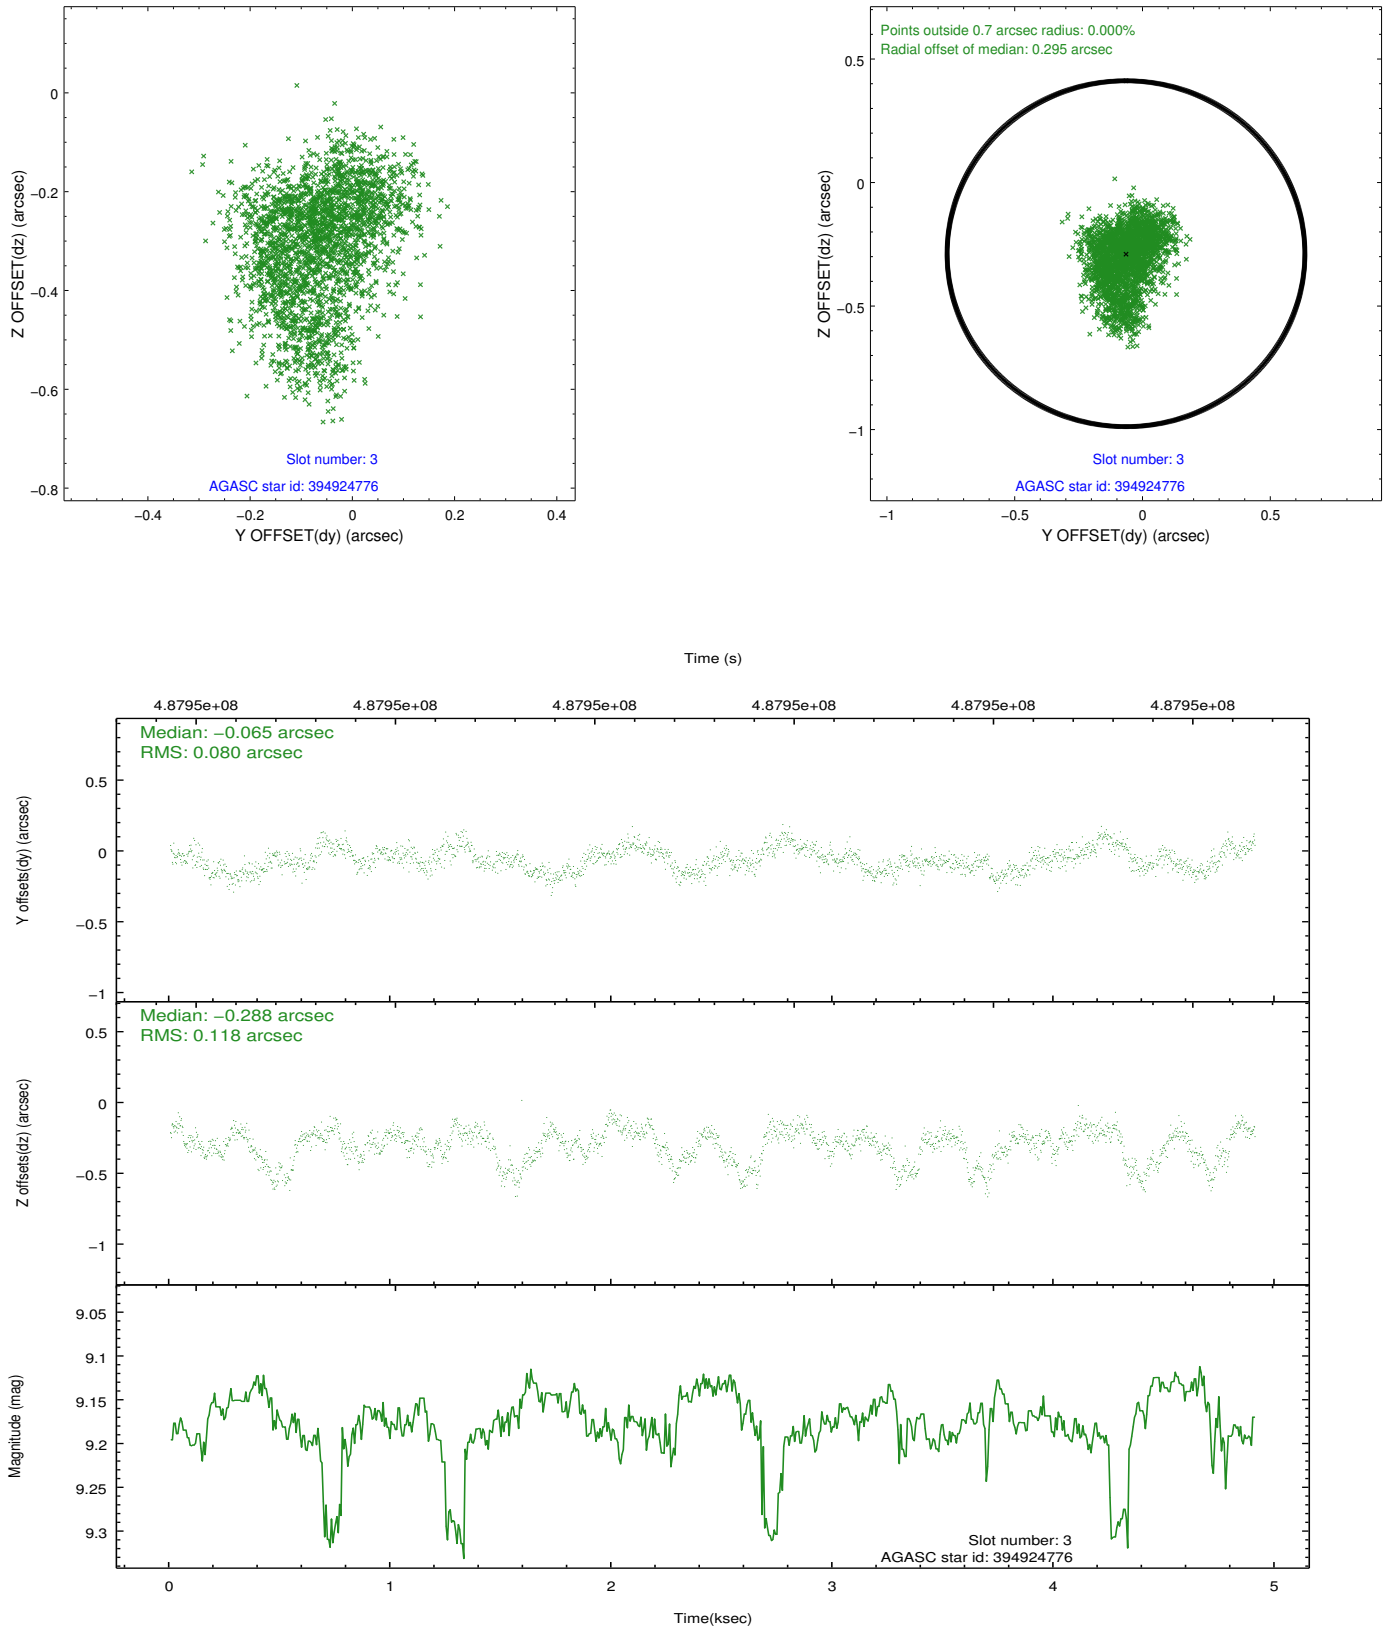 0
−0.2
−0.4
−0.6
−0.8
Z OFFSET(dz) (arcsec)
Slot number: 3
AGASC star id: 394924776
−0.4
−0.2
0
0.2
0.4
Y OFFSET(dy) (arcsec)
Points outside 0.7 arcsec radius: 0.000%
Radial offset of median: 0.295 arcsec
0.5
0
−0.5
−1
Z OFFSET(dz) (arcsec)
Slot number: 3
AGASC star id: 394924776
−1
−0.5
0
0.5
Y OFFSET(dy) (arcsec)
Time (s)
4.8795e+08
4.8795e+08
4.8795e+08
4.8795e+08
4.8795e+08
4.8795e+08
Median: −0.065 arcsec
RMS: 0.080 arcsec
0.5
0
−0.5
−1
Y offsets(dy) (arcsec)
Median: −0.288 arcsec
RMS: 0.118 arcsec
0.5
0
−0.5
−1
Z offsets(dz) (arcsec)
9.05
9.1
9.15
9.2
9.25
9.3
Magnitude (mag)
Slot number: 3
AGASC star id: 394924776
0
1
2
3
4
5
Time(ksec)